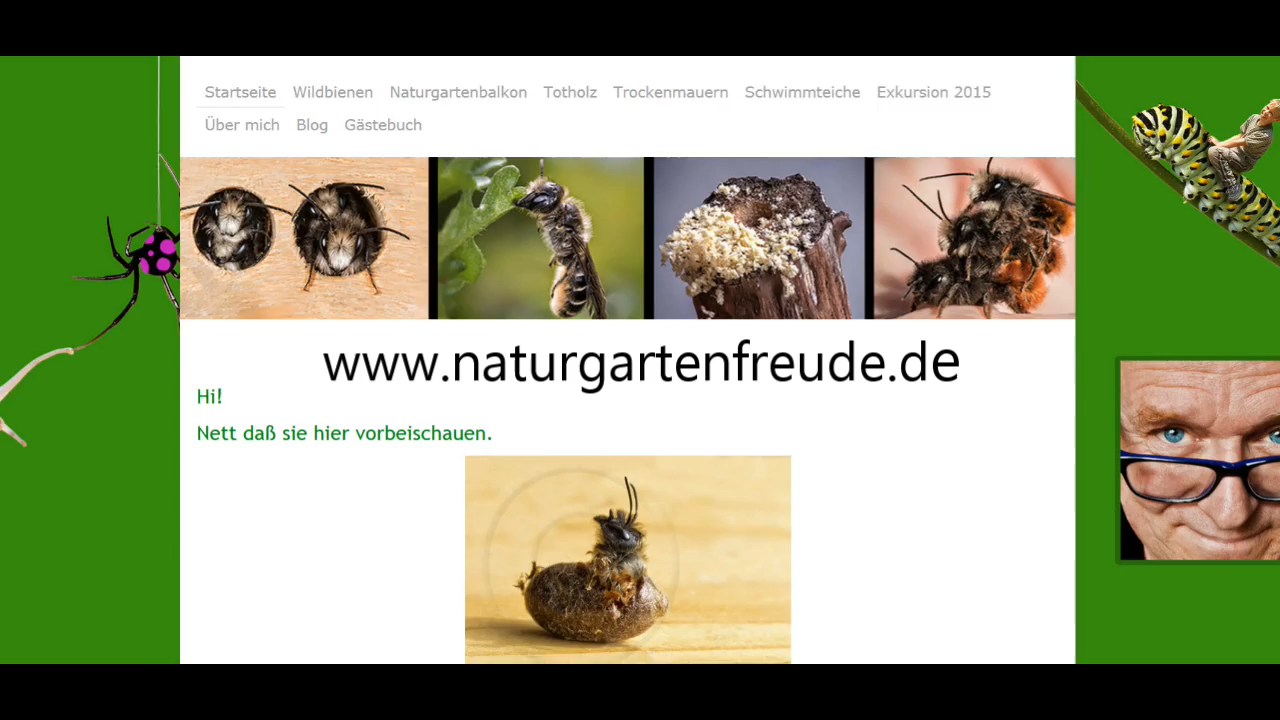 Startseite Wildbienen Naturgartenbalkon Totholz Trockenmauern Schwimmteiche Exkursion 2015
Über mich Blog Gästebuch
www.naturgartenfreude.de
Hi!
Nett daß sie hier vorbeischauen.